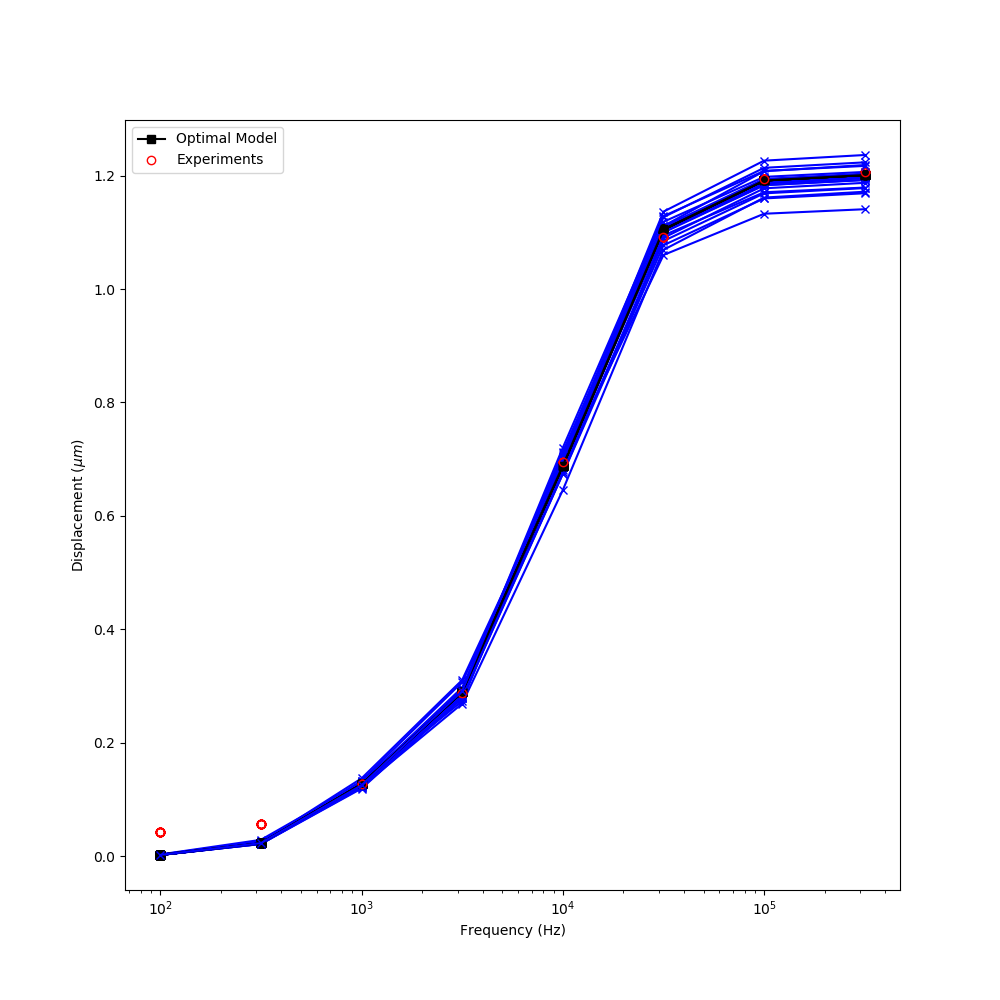 Optimal Model
Experiments
1.2
1.0
0.8
0.6
0.4
0.2
0.0
Displacement (μm)
10²
10³
10⁴
10⁵
Frequency (Hz)